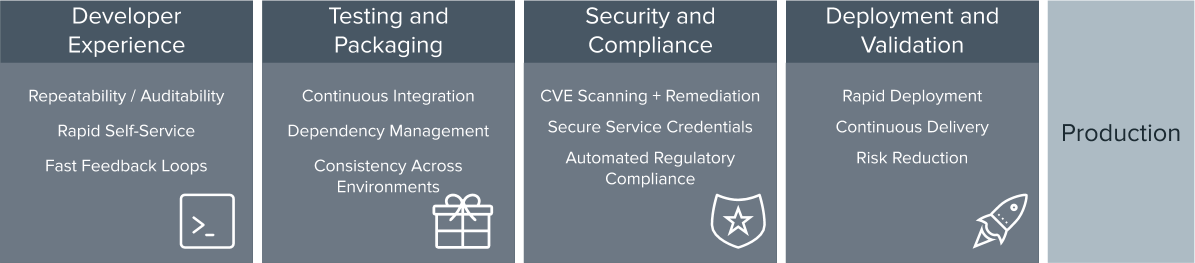 Developer
Experience
Repeatability / Auditability
Rapid Self-Service
Fast Feedback Loops
Testing and
Packaging
Continuous Integration
Dependency Management
Consistency Across
Environments
Security and
Compliance
CVE Scanning + Remediation
Secure Service Credentials
Automated Regulatory
Compliance
Deployment and
Validation
Rapid Deployment
Continuous Delivery
Risk Reduction
Production